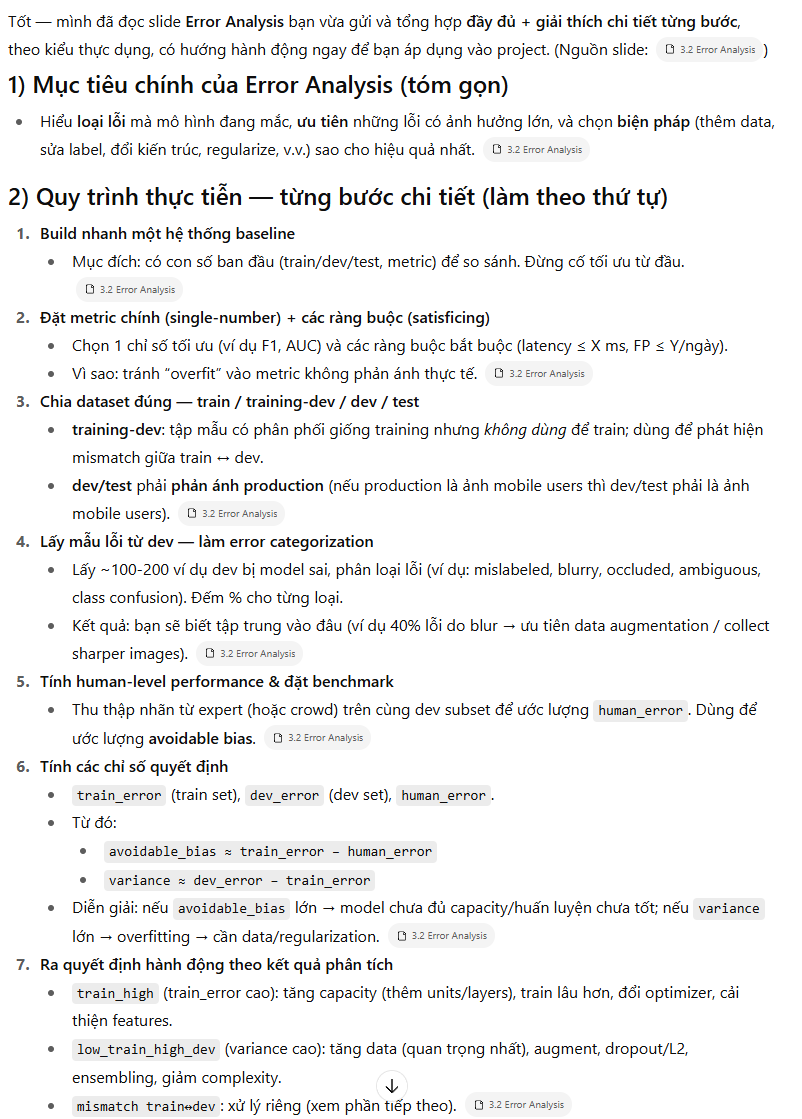 Tốt — mình đã đọc slide Error Analysis bạn vừa gửi và tổng hợp đầy đủ + giải thích chi tiết từng bước,
theo kiểu thực dụng, có hướng hành động ngay để bạn áp dụng vào project. (Nguồn slide: 3.2 Error Analysis )
1) Mục tiêu chính của Error Analysis (tóm gọn)
• Hiểu loại lỗi mà mô hình đang mắc, ưu tiên những lỗi có ảnh hưởng lớn, và chọn biện pháp (thêm data,
sửa label, đổi kiến trúc, regularize, v.v.) sao cho hiệu quả nhất. 3.2 Error Analysis
2) Quy trình thực tiễn — từng bước chi tiết (làm theo thứ tự)
1. Build nhanh một hệ thống baseline
• Mục đích: có con số ban đầu (train/dev/test, metric) để so sánh. Đừng cố tối ưu từ đầu.
3.2 Error Analysis
2. Đặt metric chính (single-number) + các ràng buộc (satisficing)
• Chọn 1 chỉ số tối ưu (ví dụ F1, AUC) và các ràng buộc bắt buộc (latency ≤ X ms, FP ≤ Y/ngày).
• Vì sao: tránh “overfit” vào metric không phản ánh thực tế. 3.2 Error Analysis
3. Chia dataset đúng — train / training-dev / dev / test
• training-dev: tập mẫu có phân phối giống training nhưng không dùng để train; dùng để phát hiện
mismatch giữa train ↔ dev.
• dev/test phải phản ánh production (nếu production là ảnh mobile users thì dev/test phải là ảnh
mobile users). 3.2 Error Analysis
4. Lấy mẫu lỗi từ dev — làm error categorization
• Lấy ~100-200 ví dụ dev bị model sai, phân loại lỗi (ví dụ: mislabeled, blurry, occluded, ambiguous,
class confusion). Đếm % cho từng loại.
• Kết quả: bạn sẽ biết tập trung vào đâu (ví dụ 40% lỗi do blur → ưu tiên data augmentation / collect
sharper images). 3.2 Error Analysis
5. Tính human-level performance & đặt benchmark
• Thu thập nhãn từ expert (hoặc crowd) trên cùng dev subset để ước lượng human_error. Dùng để
ước lượng avoidable bias. 3.2 Error Analysis
6. Tính các chỉ số quyết định
• train_error (train set), dev_error (dev set), human_error.
• Từ đó:
• avoidable_bias ≈ train_error − human_error
• variance ≈ dev_error − train_error
• Diễn giải: nếu avoidable_bias lớn → model chưa đủ capacity/huấn luyện chưa tốt; nếu variance
lớn → overfitting → cần data/regularization. 3.2 Error Analysis
7. Ra quyết định hành động theo kết quả phân tích
• train_high (train_error cao): tăng capacity (thêm units/layers), train lâu hơn, đổi optimizer, cải
thiện features.
• low_train_high_dev (variance cao): tăng data (quan trọng nhất), augment, dropout/L2,
ensembling, giảm complexity.
• mismatch train↔dev: xử lý riêng (xem phần tiếp theo). 3.2 Error Analysis